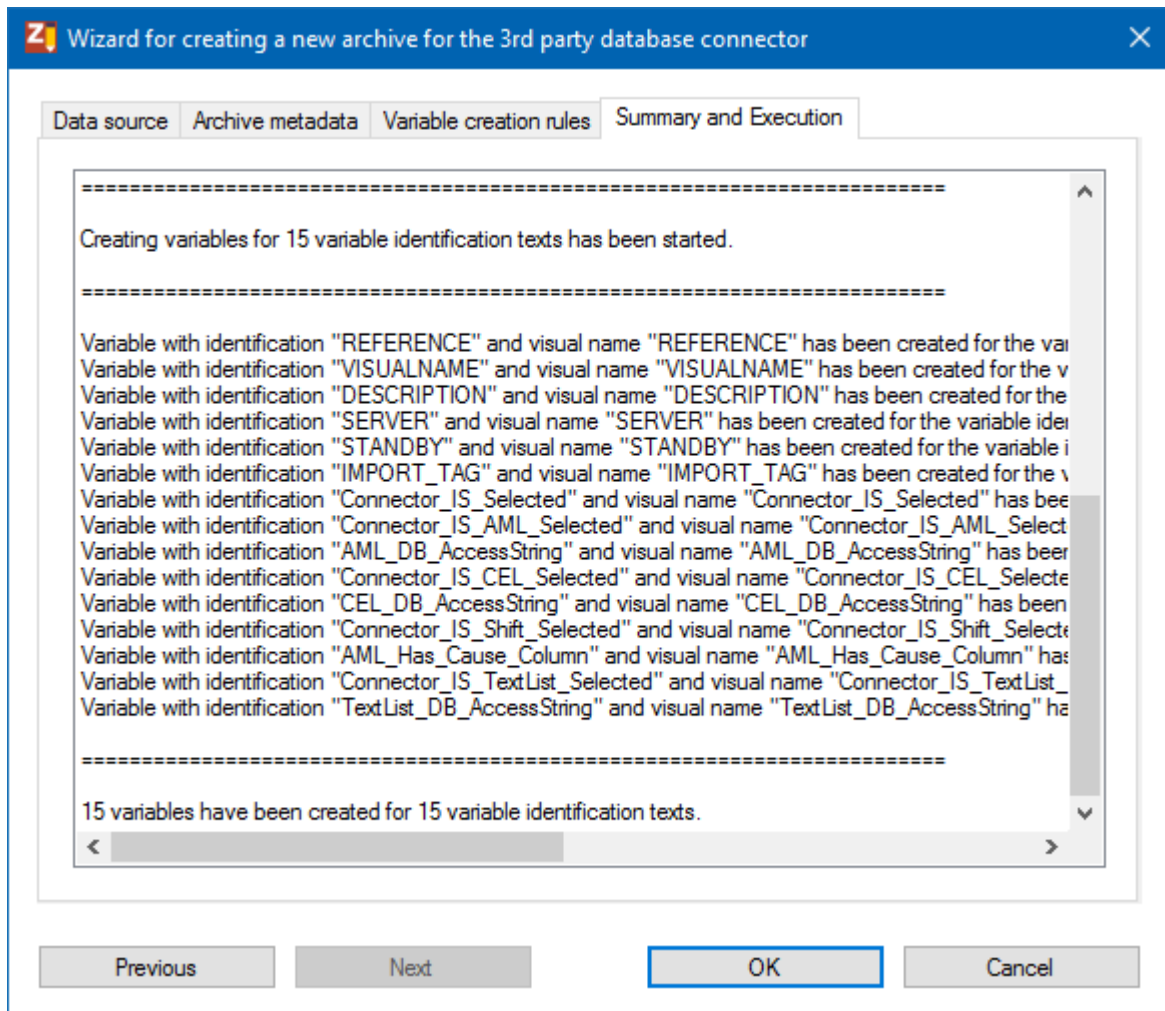 Wizard for creating a new archive for the 3rd party database connector
Data source Archive metadata Variable creation rules Summary and Execution
========================================================================
Creating variables for 15 variable identification texts has been started.
========================================================================
Variable with identification "REFERENCE" and visual name "REFERENCE" has been created for the var
Variable with identification "VISUALNAME" and visual name "VISUALNAME" has been created for the v
Variable with identification "DESCRIPTION" and visual name "DESCRIPTION" has been created for the
Variable with identification "SERVER" and visual name "SERVER" has been created for the variable iden
Variable with identification "STANDBY" and visual name "STANDBY" has been created for the variable i
Variable with identification "IMPORT_TAG" and visual name "IMPORT_TAG" has been created for the v
Variable with identification "Connector_IS_Selected" and visual name "Connector_IS_Selected" has bee
Variable with identification "Connector_IS_AML_Selected" and visual name "Connector_IS_AML_Select
Variable with identification "AML_DB_AccessString" and visual name "AML_DB_AccessString" has been
Variable with identification "Connector_IS_CEL_Selected" and visual name "Connector_IS_CEL_Selecte
Variable with identification "CEL_DB_AccessString" and visual name "CEL_DB_AccessString" has been
Variable with identification "Connector_IS_Shift_Selected" and visual name "Connector_IS_Shift_Selecte
Variable with identification "AML_Has_Cause_Column" and visual name "AML_Has_Cause_Column" has
Variable with identification "Connector_IS_TextList_Selected" and visual name "Connector_IS_TextList_
Variable with identification "TextList_DB_AccessString" and visual name "TextList_DB_AccessString" ha
========================================================================
15 variables have been created for 15 variable identification texts.
Previous Next OK Cancel